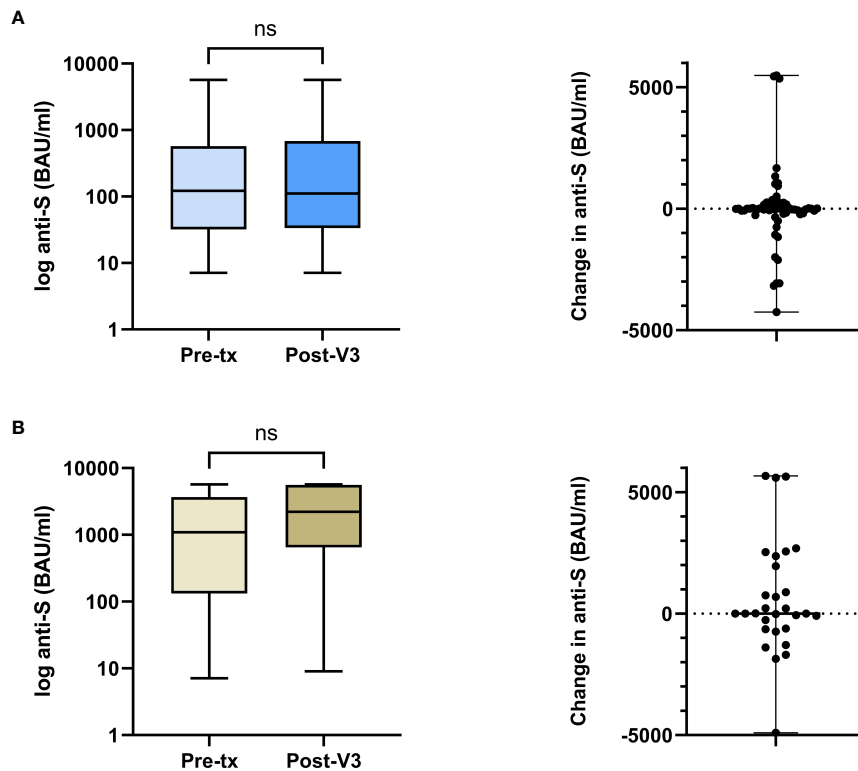 A
ns
log anti-S (BAU/ml)
10000
1000
100
10
1
Pre-tx
Post-V3
Change in anti-S (BAU/ml)
5000
0
-5000
B
ns
log anti-S (BAU/ml)
10000
1000
100
10
1
Pre-tx
Post-V3
Change in anti-S (BAU/ml)
5000
0
-5000